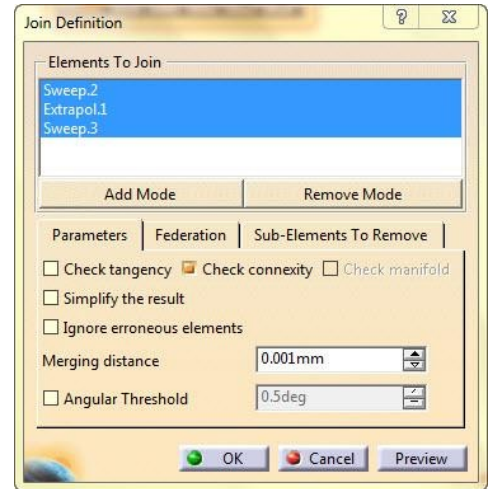 Join Definition
Elements To Join
Sweep.2
Extrapol.1
Sweep.3
Add Mode Remove Mode
Parameters Federation Sub-Elements To Remove
Check tangency Check connexity Check manifold
Simplify the result
Ignore erroneous elements
Merging distance 0.001mm
Angular Threshold 0.5deg
OK Cancel Preview